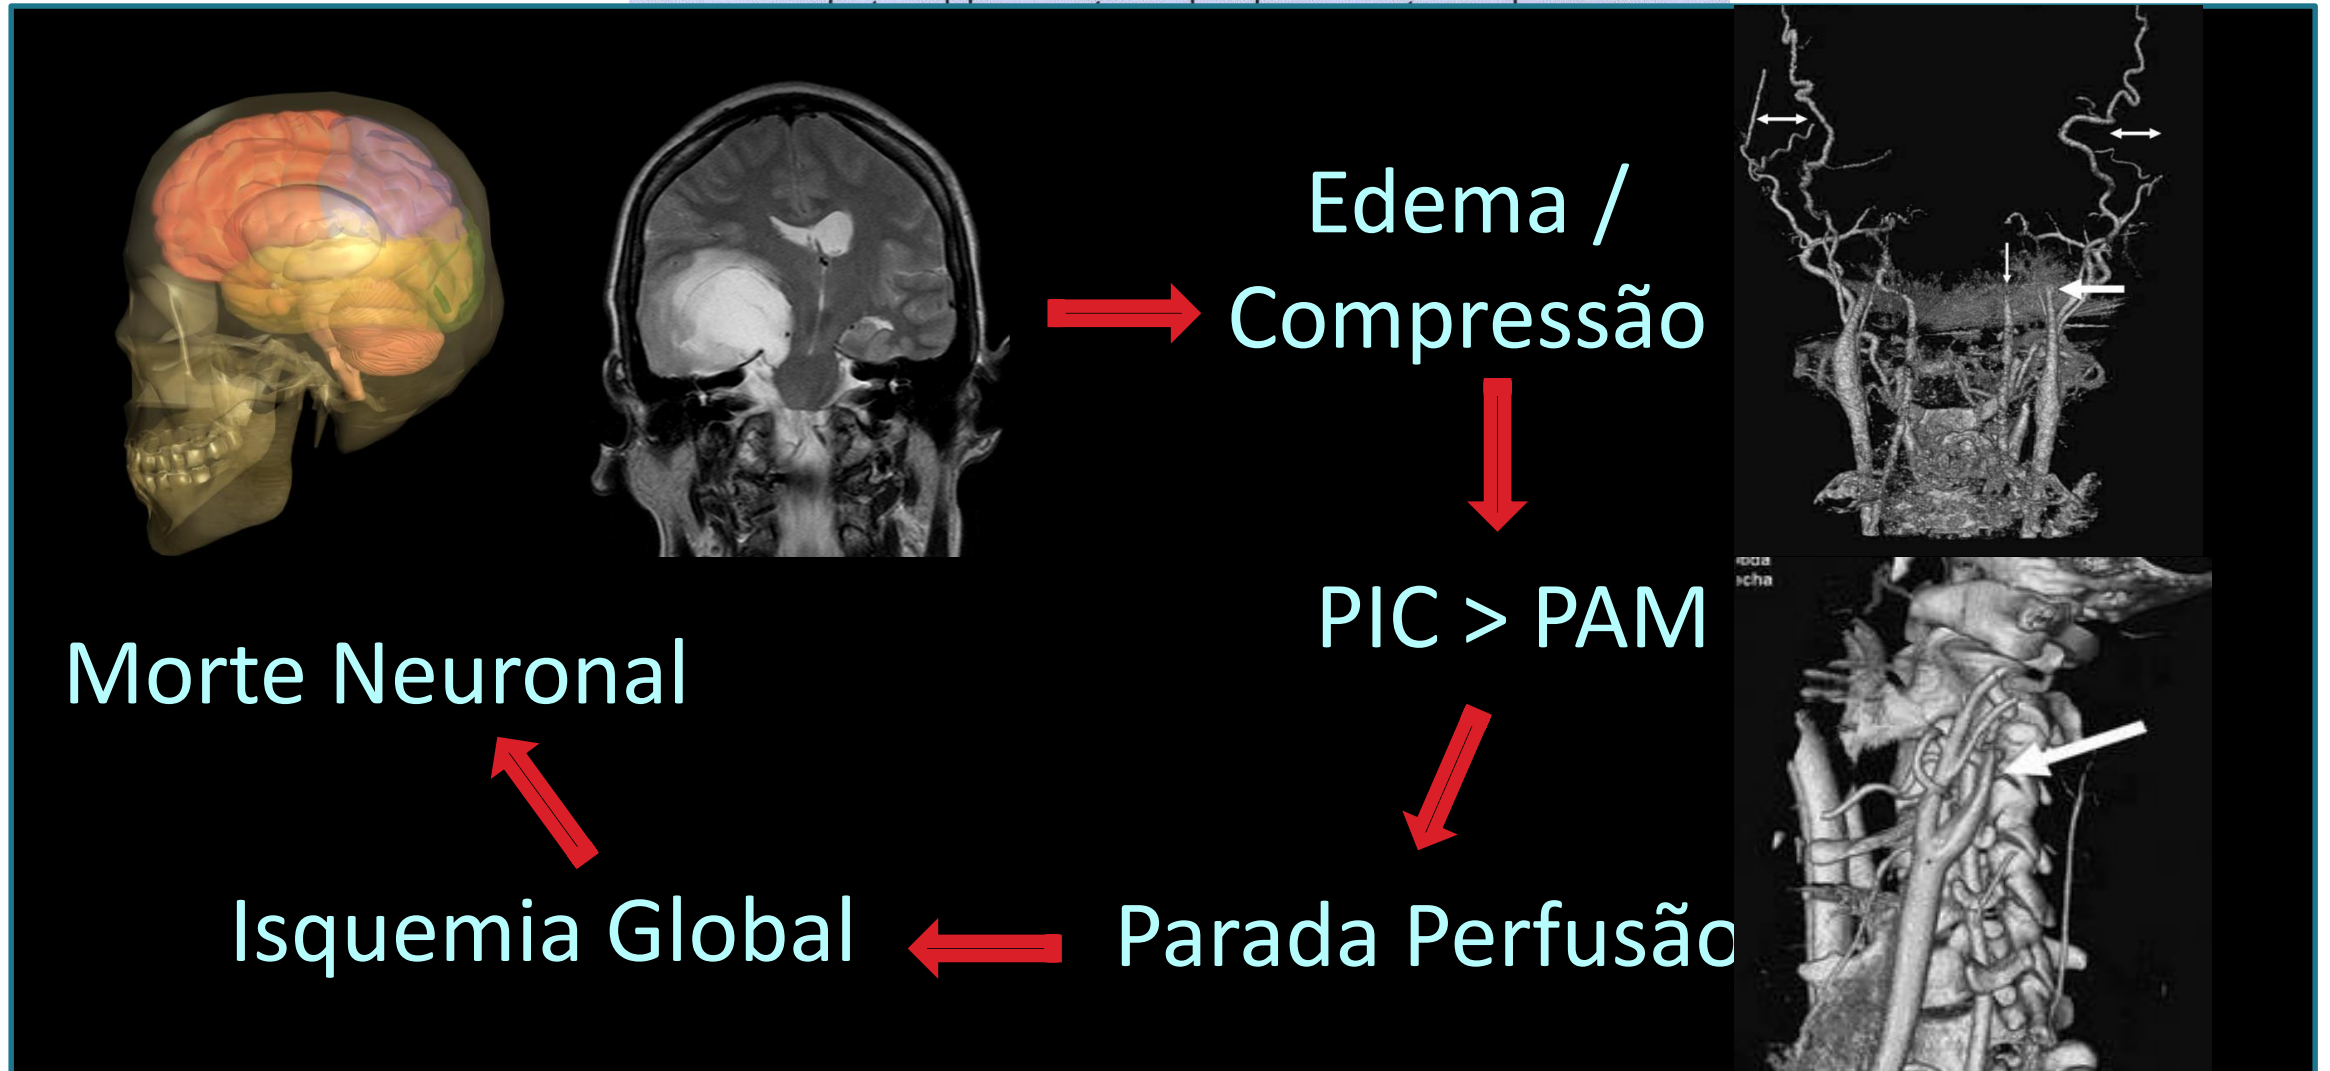 Edema /
Compressão
PIC > PAM
Parada Perfusão
Isquemia Global
Morte Neuronal